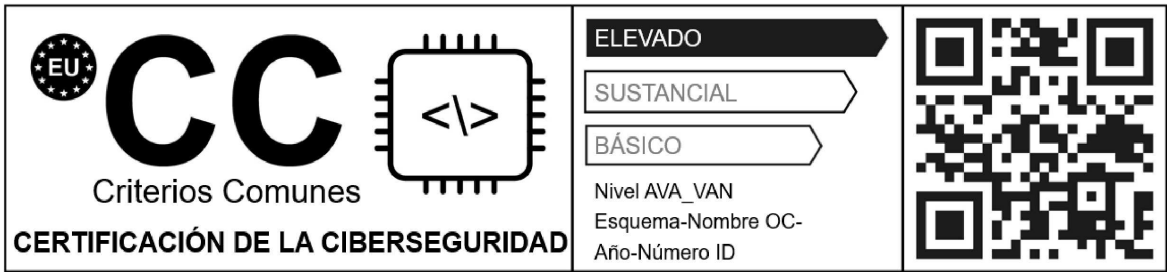 EU
CC
<\>
Criterios Comunes
CERTIFICACIÓN DE LA CIBERSEGURIDAD
ELEVADO
SUSTANCIAL
BÁSICO
Nivel AVA_VAN
Esquema-Nombre OC-
Año-Número ID